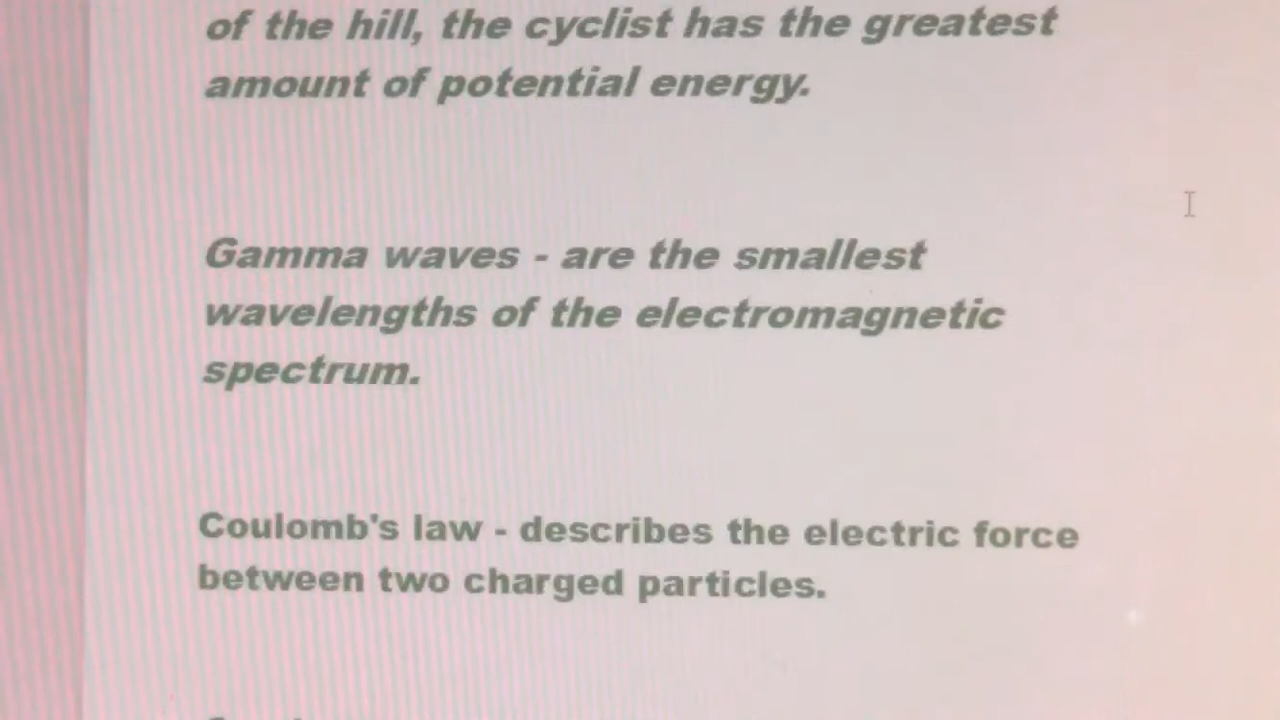 of the hill, the cyclist has the greatest
amount of potential energy.
Gamma waves - are the smallest
wavelengths of the electromagnetic
spectrum.
Coulomb's law - describes the electric force
between two charged particles.